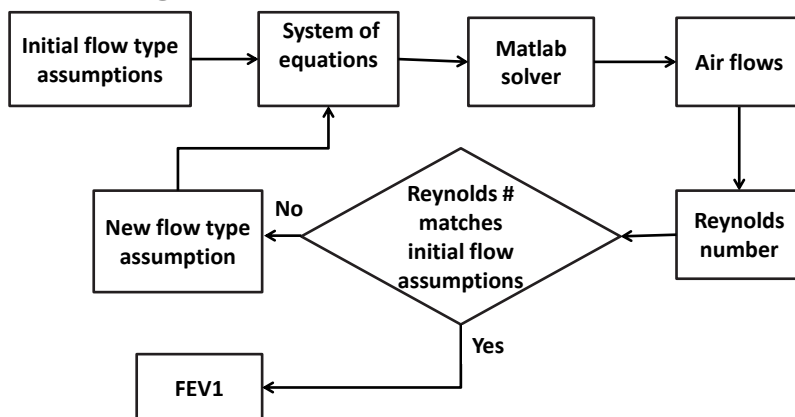 Initial flow type
assumptions
System of
equations
Matlab
solver
Air flows
Reynolds
number
Reynolds #
matches
initial flow
assumptions
No
New flow type
assumption
Yes
FEV1